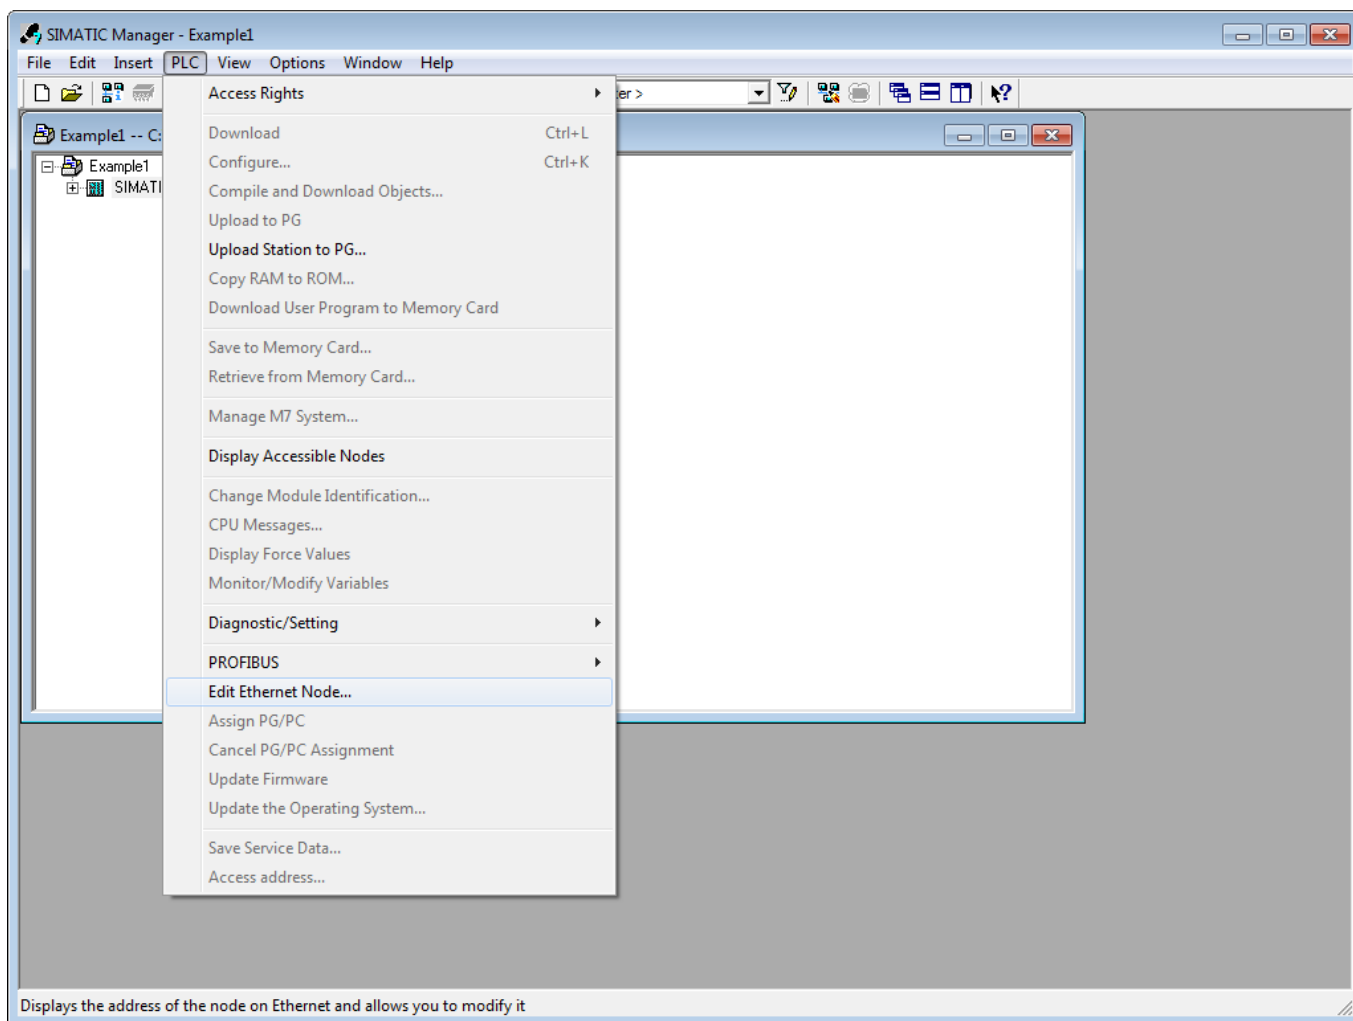 SIMATIC Manager - Example1
File Edit Insert PLC View Options Window Help
Access Rights
Example1 -- C:
Example1
Download Ctrl+L
Configure... Ctrl+K
Compile and Download Objects...
Upload to PG
Upload Station to PG...
Copy RAM to ROM...
Download User Program to Memory Card
Save to Memory Card...
Retrieve from Memory Card...
Manage M7 System...
Display Accessible Nodes
Change Module Identification...
CPU Messages...
Display Force Values
Monitor/Modify Variables
Diagnostic/Setting
PROFIBUS
Edit Ethernet Node...
Assign PG/PC
Cancel PG/PC Assignment
Update Firmware
Update the Operating System...
Save Service Data...
Access address...
Displays the address of the node on Ethernet and allows you to modify it